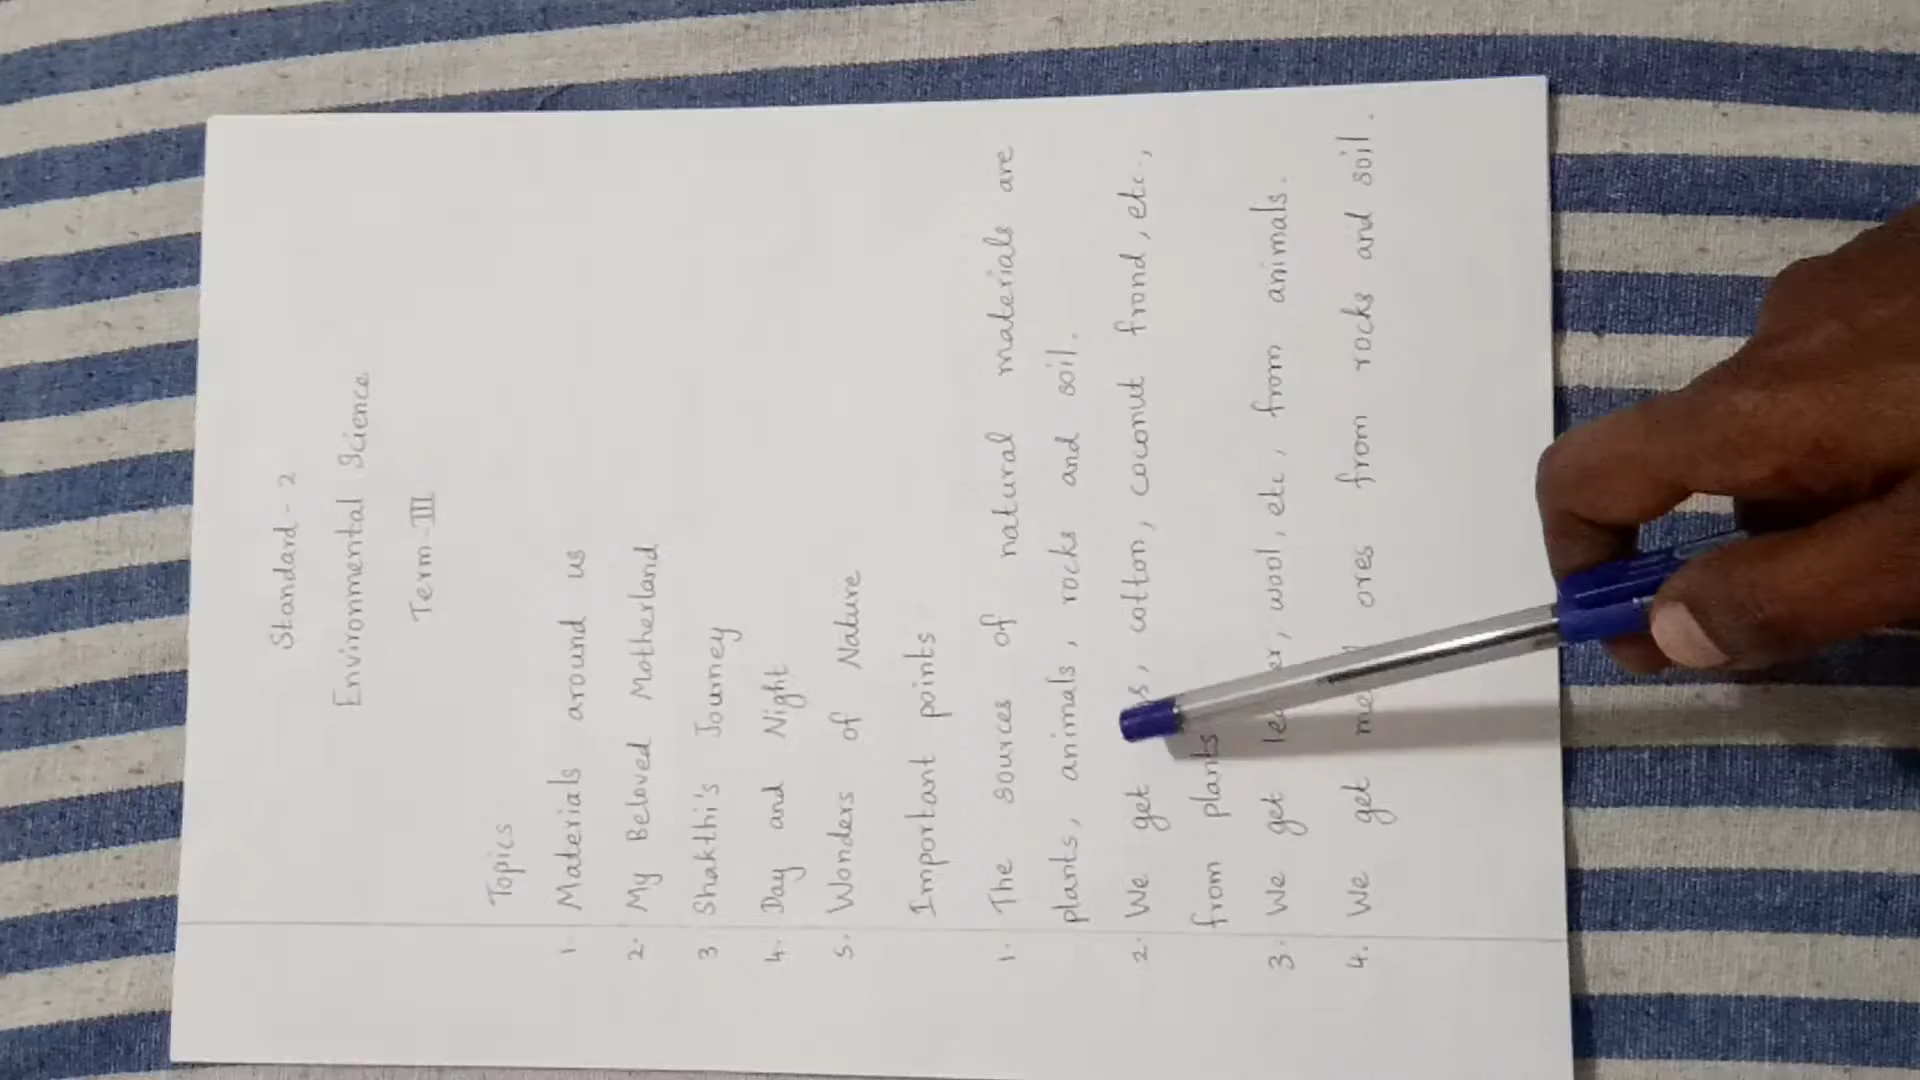 Standard - 2
Environmental Science
Term - III
Topics
1. Materials around us
2. My Beloved Motherland
3. Shakthi's Journey
4. Day and Night
5. Wonders of Nature
Important points
1. The sources of natural materials are
plants, animals, rocks and soil.
2. We get , cotton, coconut frond, etc.,
from plants
3. We get , wool, etc, from animals.
4. We get ores from rocks and soil.